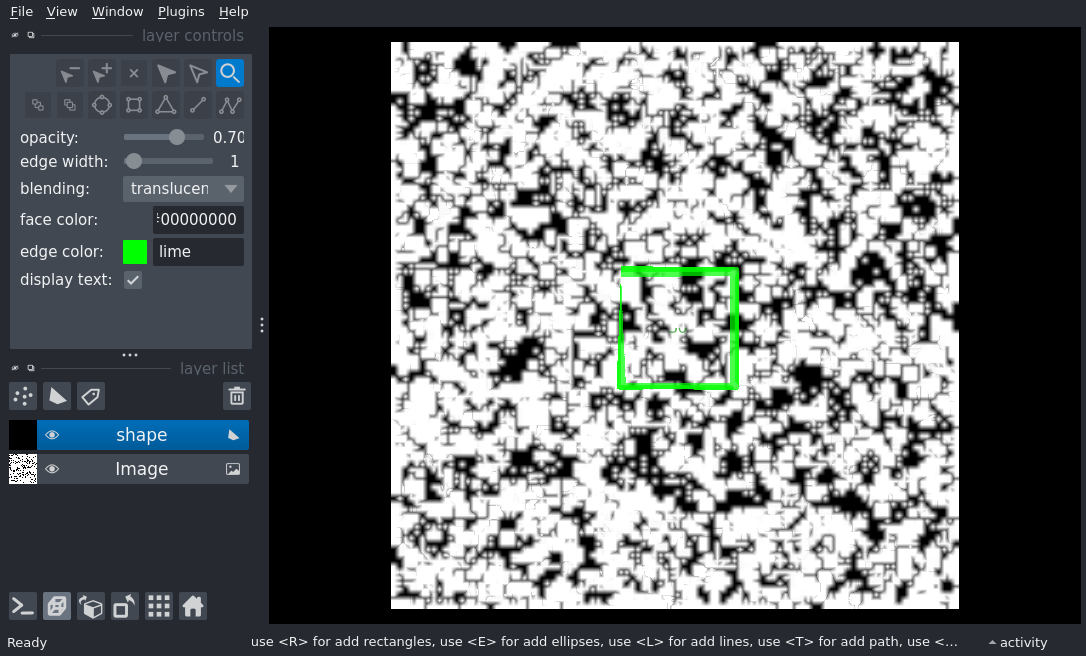 File View Window Plugins Help
layer controls
opacity: 0.70
edge width: 1
blending: translucen
face color: 00000000
edge color: lime
display text:
layer list
shape
Image
Ready use <R> for add rectangles, use <E> for add ellipses, use <L> for add lines, use <T> for add path, use <... activity